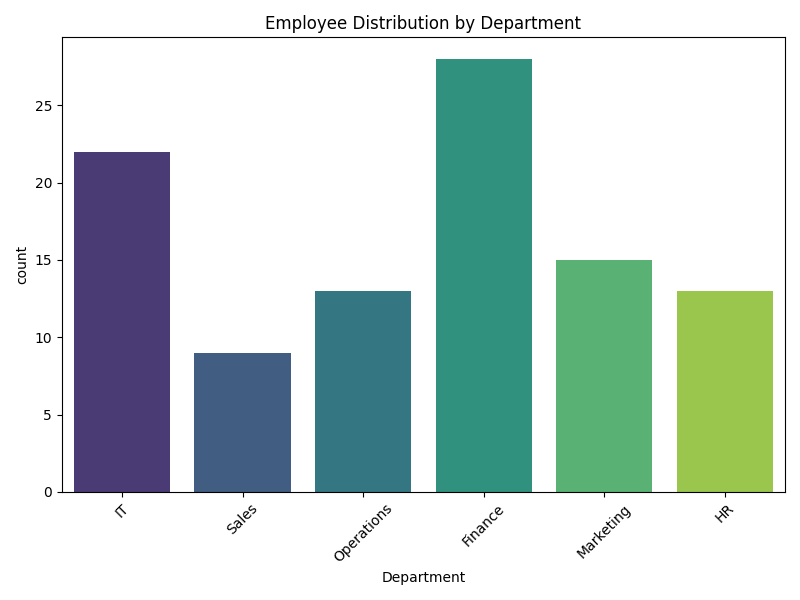 Employee Distribution by Department
count
25
20
15
10
5
0
IT
Sales
Operations
Finance
Marketing
HR
Department